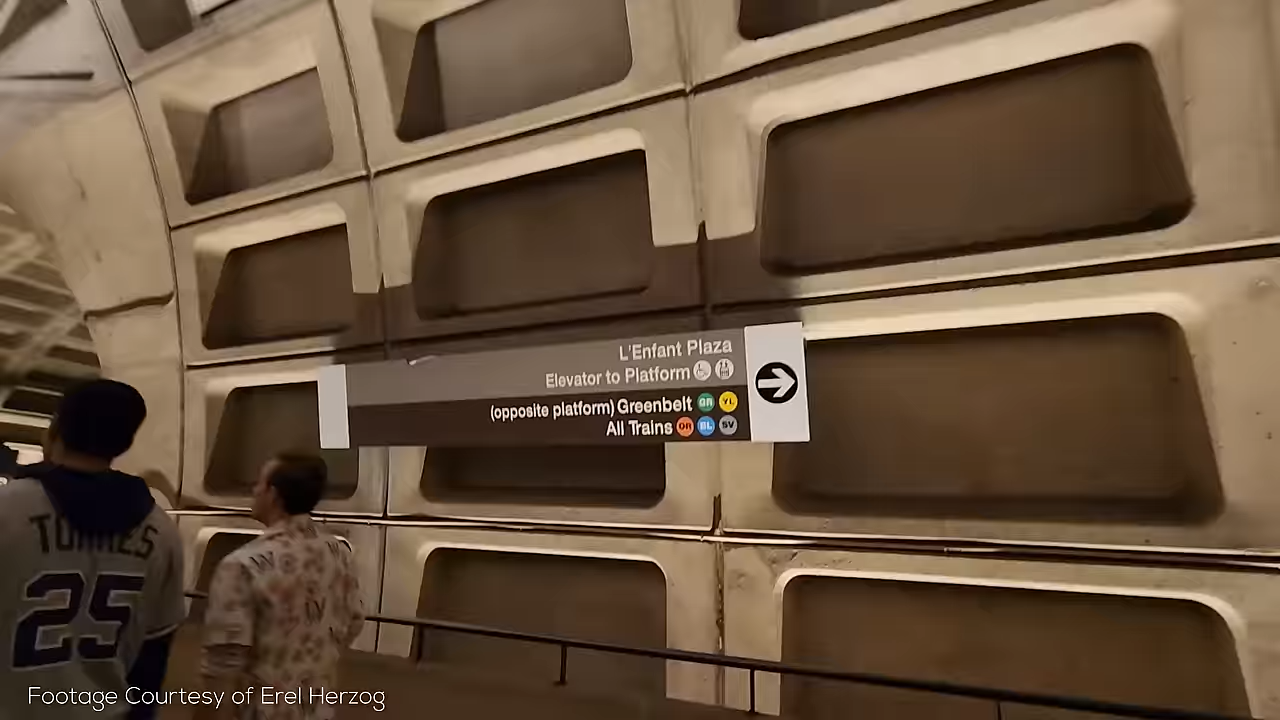 L'Enfant Plaza
Elevator to Platform
(opposite platform) Greenbelt GR YL
All Trains OR BL SV
TORRES
25
Footage Courtesy of Erel Herzog